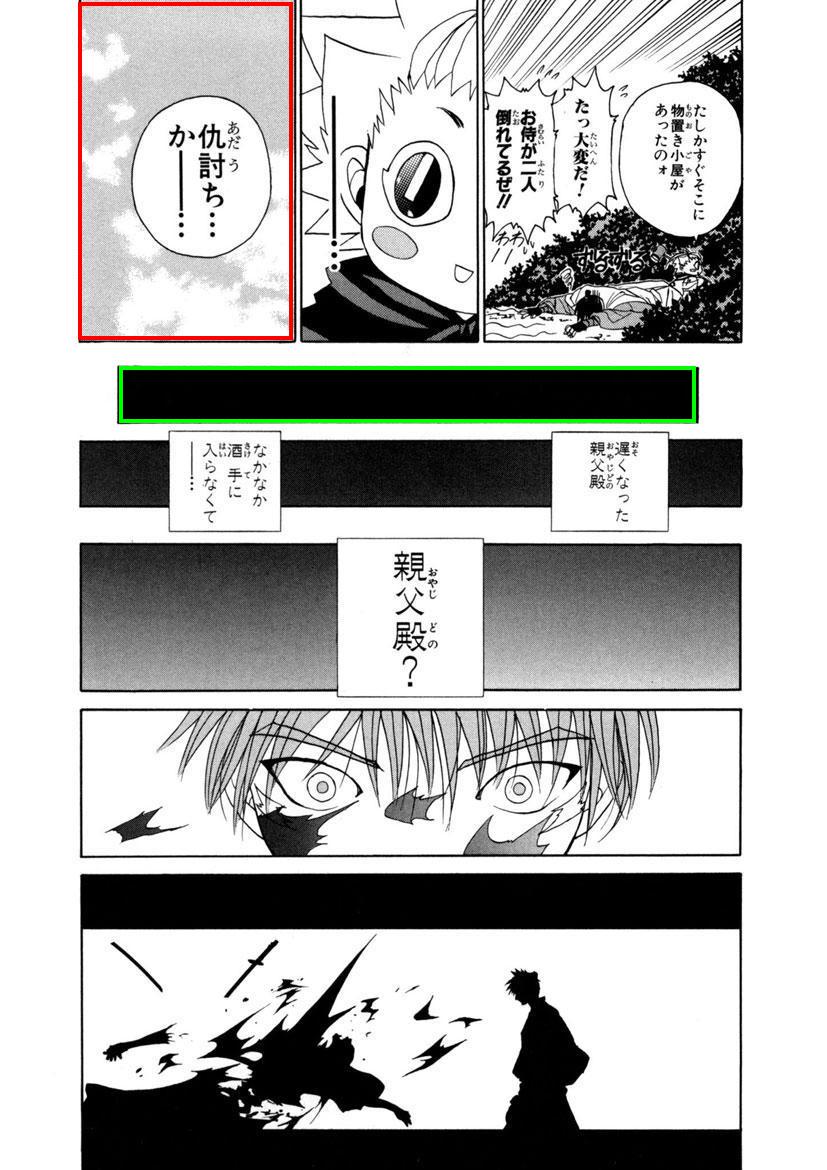 たしかすぐそこに
物置き小屋が
あったのォ
たっ大変だ!
お侍が二人
倒れてるぜ!!
わわっ
ずるずる
――…
仇討ち…
か――…
遅くなった
親父殿
なかなか
酒手に
入らなくて
――…
親父殿?